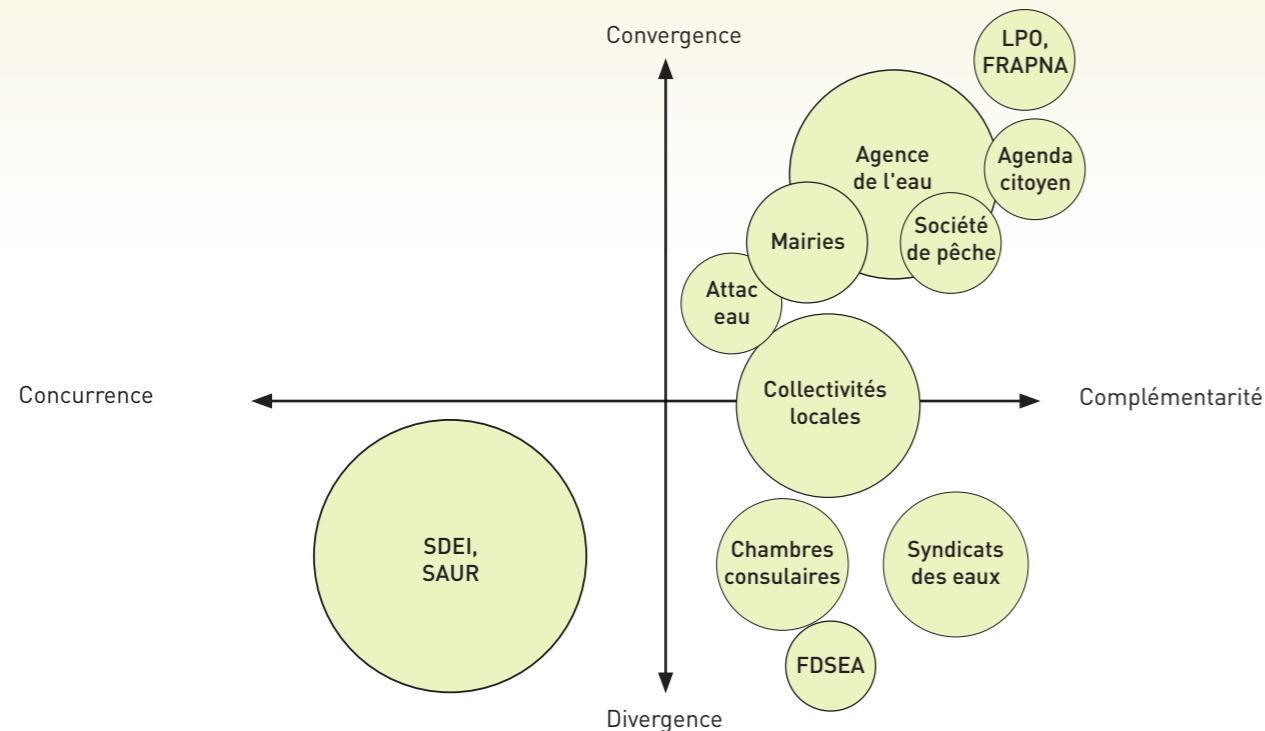 Convergence
LPO,
FRAPNA
Agence
de l'eau
Agenda
citoyen
Mairies
Société
de pêche
Attac
eau
Concurrence
Collectivités
locales
Complémentarité
SDEI,
SAUR
Chambres
consulaires
Syndicats
des eaux
FDSEA
Divergence